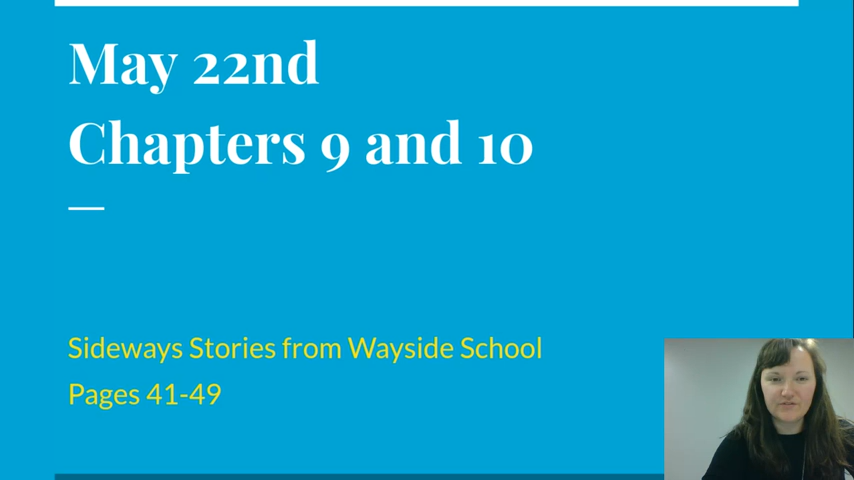 May 22nd
Chapters 9 and 10
Sideways Stories from Wayside School
Pages 41-49